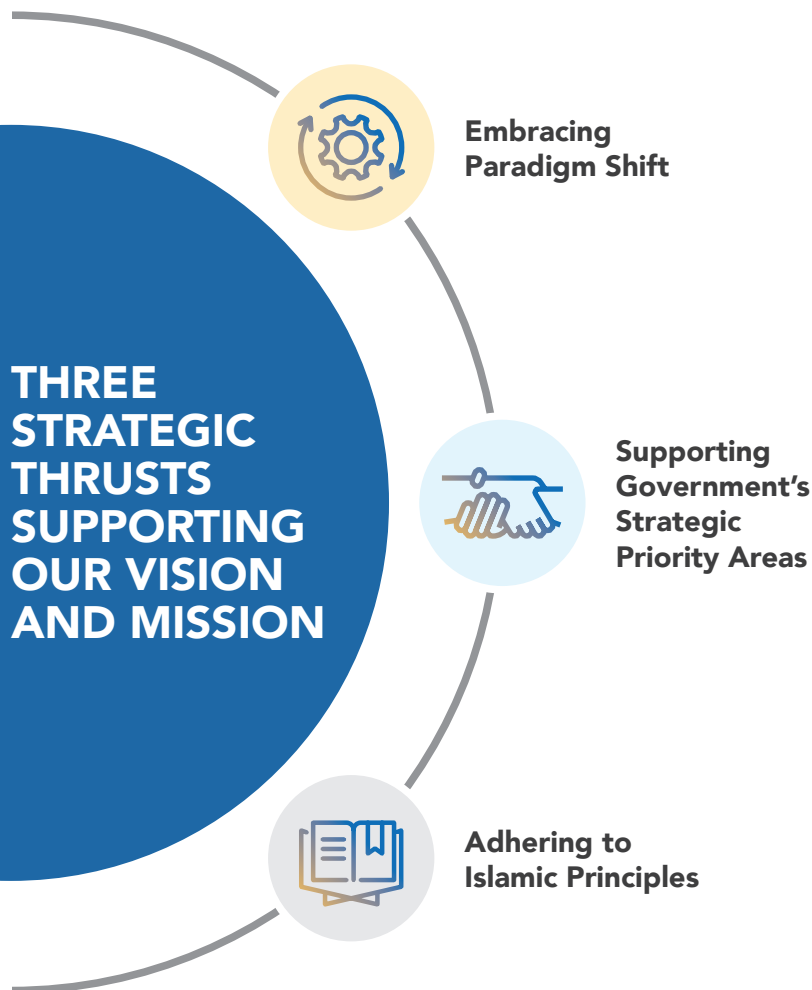 Embracing
Paradigm Shift
THREE
STRATEGIC
THRUSTS
SUPPORTING
OUR VISION
AND MISSION
Supporting
Government’s
Strategic
Priority Areas
Adhering to
Islamic Principles